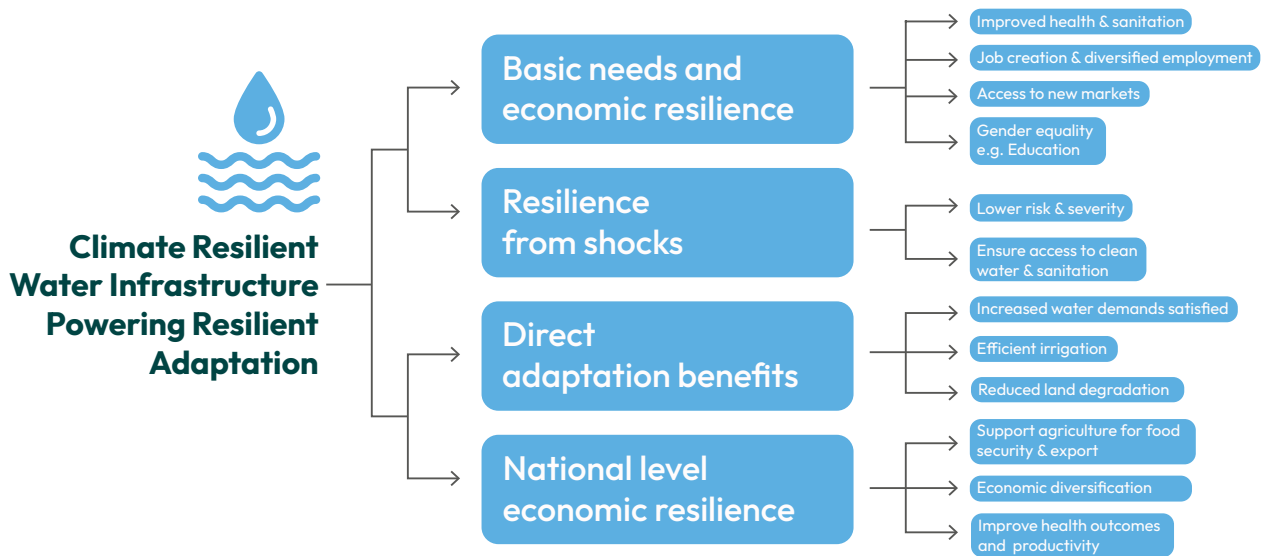 Climate Resilient
Water Infrastructure
Powering Resilient
Adaptation
Basic needs and
economic resilience
Improved health & sanitation
Job creation & diversified employment
Access to new markets
Gender equality
e.g. Education
Resilience
from shocks
Lower risk & severity
Ensure access to clean
water & sanitation
Direct
adaptation benefits
Increased water demands satisfied
Efficient irrigation
Reduced land degradation
National level
economic resilience
Support agriculture for food
security & export
Economic diversification
Improve health outcomes
and productivity